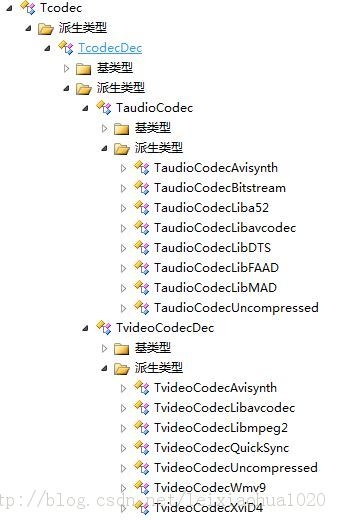 Tcodec
派生类型
TcodecDec
基类型
派生类型
TaudioCodec
基类型
派生类型
TaudioCodecAvisynth
TaudioCodecBitstream
TaudioCodecLiba52
TaudioCodecLibavcodec
TaudioCodecLibDTS
TaudioCodecLibFAAD
TaudioCodecLibMAD
TaudioCodecUncompressed
TvideoCodecDec
基类型
派生类型
TvideoCodecAvisynth
TvideoCodecLibavcodec
TvideoCodecLibmpeg2
TvideoCodecQuickSync
TvideoCodecUncompressed
TvideoCodecWmv9
ttp://blog.csdn.net/leixiaohua1020
TvideoCodecXviD4